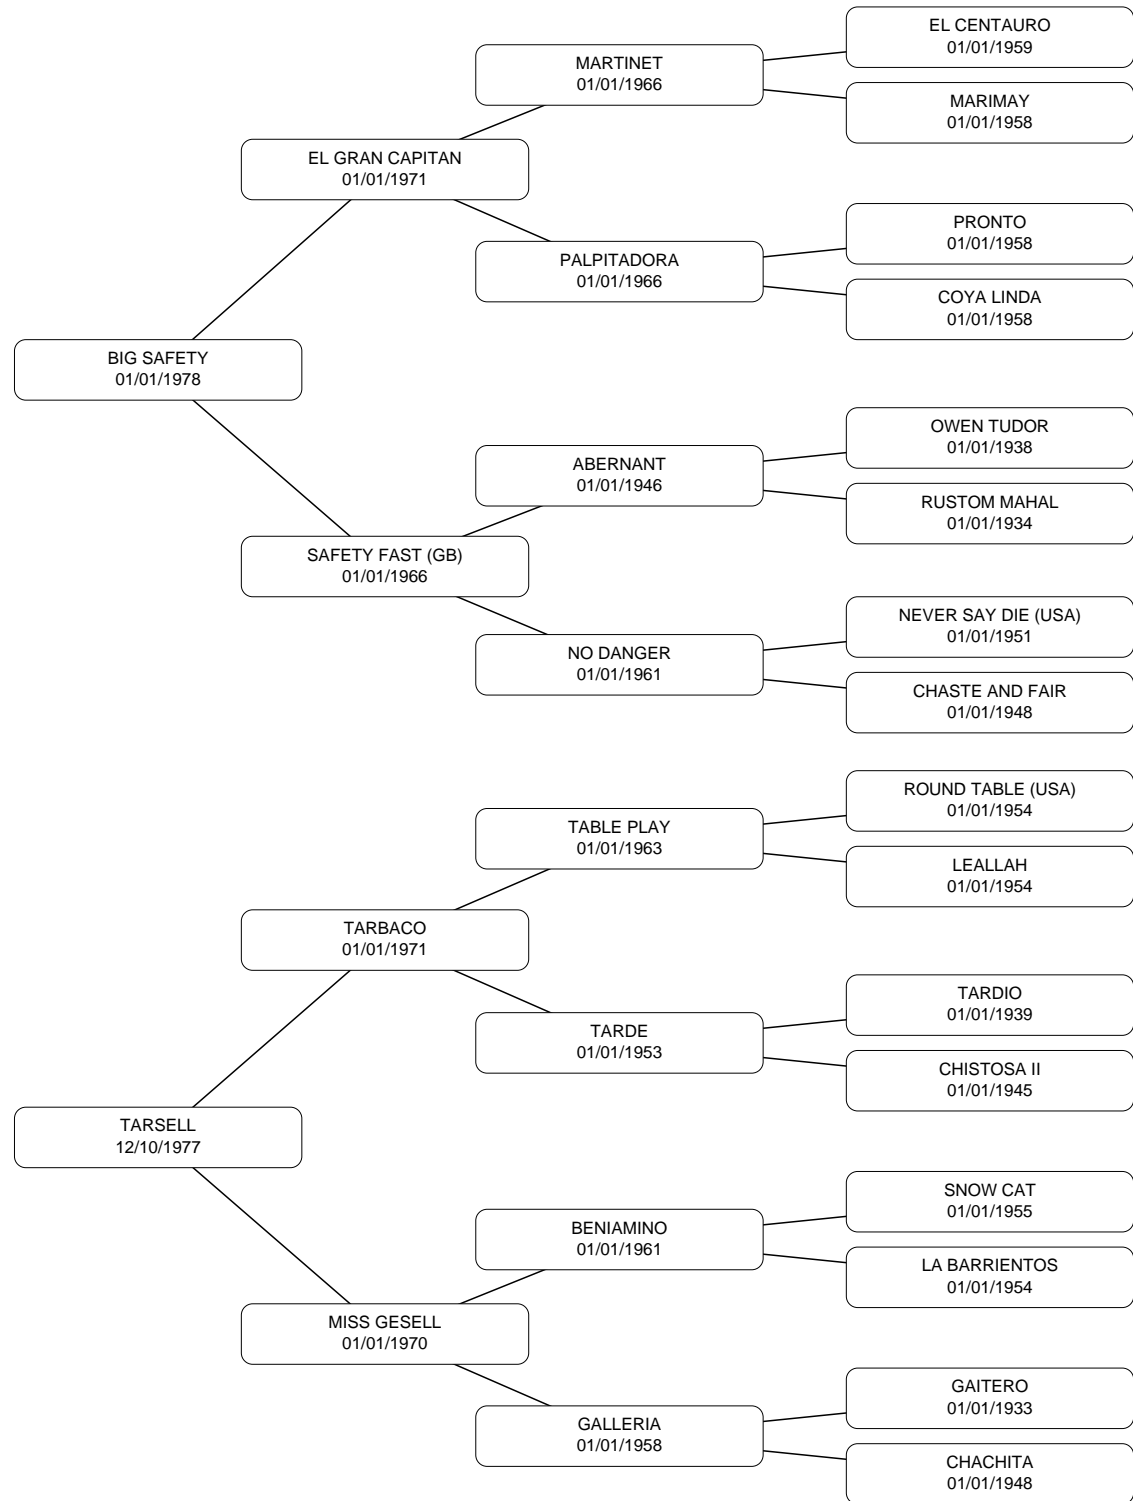 EL CENTAURO
01/01/1959
MARTINET
01/01/1966
MARIMAY
01/01/1958
EL GRAN CAPITAN
01/01/1971
PRONTO
01/01/1958
PALPITADORA
01/01/1966
COYA LINDA
01/01/1958
BIG SAFETY
01/01/1978
OWEN TUDOR
01/01/1938
ABERNANT
01/01/1946
RUSTOM MAHAL
01/01/1934
SAFETY FAST (GB)
01/01/1966
NEVER SAY DIE (USA)
01/01/1951
NO DANGER
01/01/1961
CHASTE AND FAIR
01/01/1948
ROUND TABLE (USA)
01/01/1954
TABLE PLAY
01/01/1963
LEALLAH
01/01/1954
TARBACO
01/01/1971
TARDIO
01/01/1939
TARDE
01/01/1953
CHISTOSA II
01/01/1945
TARSELL
12/10/1977
SNOW CAT
01/01/1955
BENIAMINO
01/01/1961
LA BARRIENTOS
01/01/1954
MISS GESELL
01/01/1970
GAITERO
01/01/1933
GALLERIA
01/01/1958
CHACHITA
01/01/1948